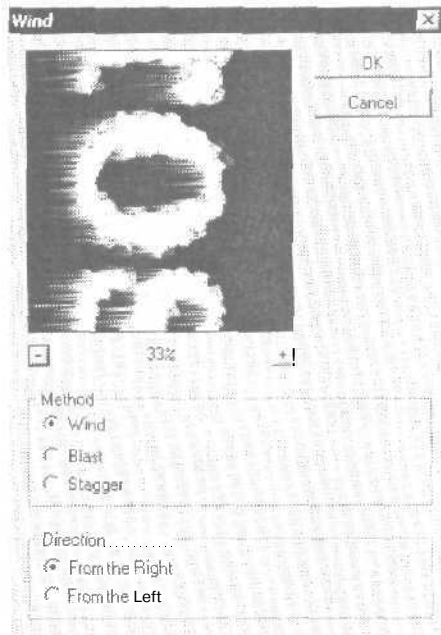 Wind
OK
Cancel
33%
Method
Wind
Blast
Stagger
Direction
From the Right
From the Left